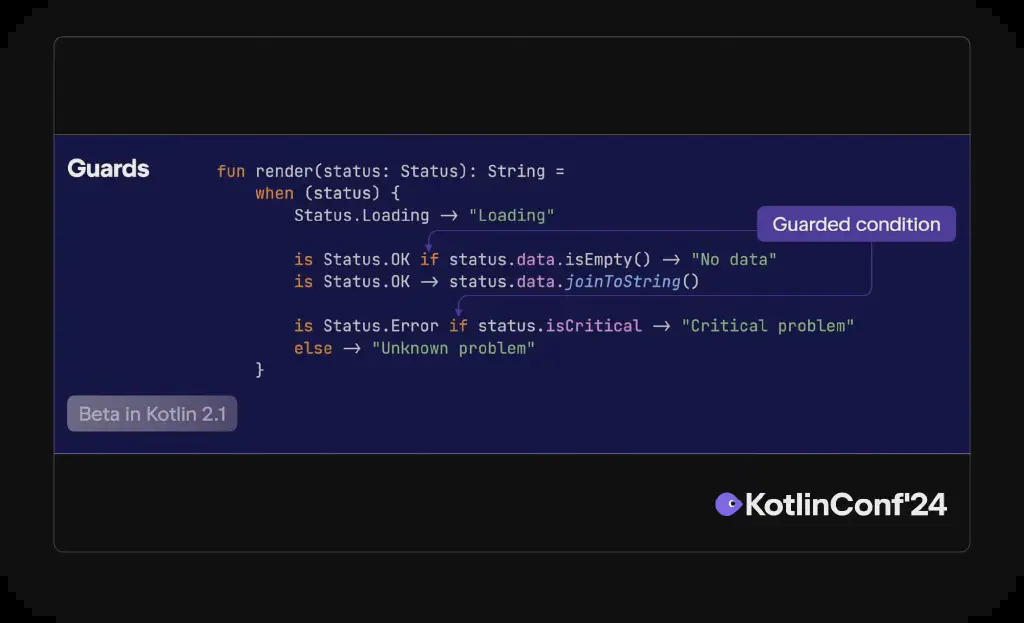 Guards
fun render(status: Status): String =
when (status) {
Status.Loading → "Loading"
Guarded condition
is Status.OK if status.data.isEmpty() → "No data"
is Status.OK → status.data.joinToString()
is Status.Error if status.isCritical → "Critical problem"
else → "Unknown problem"
}
Beta in Kotlin 2.1
KotlinConf'24